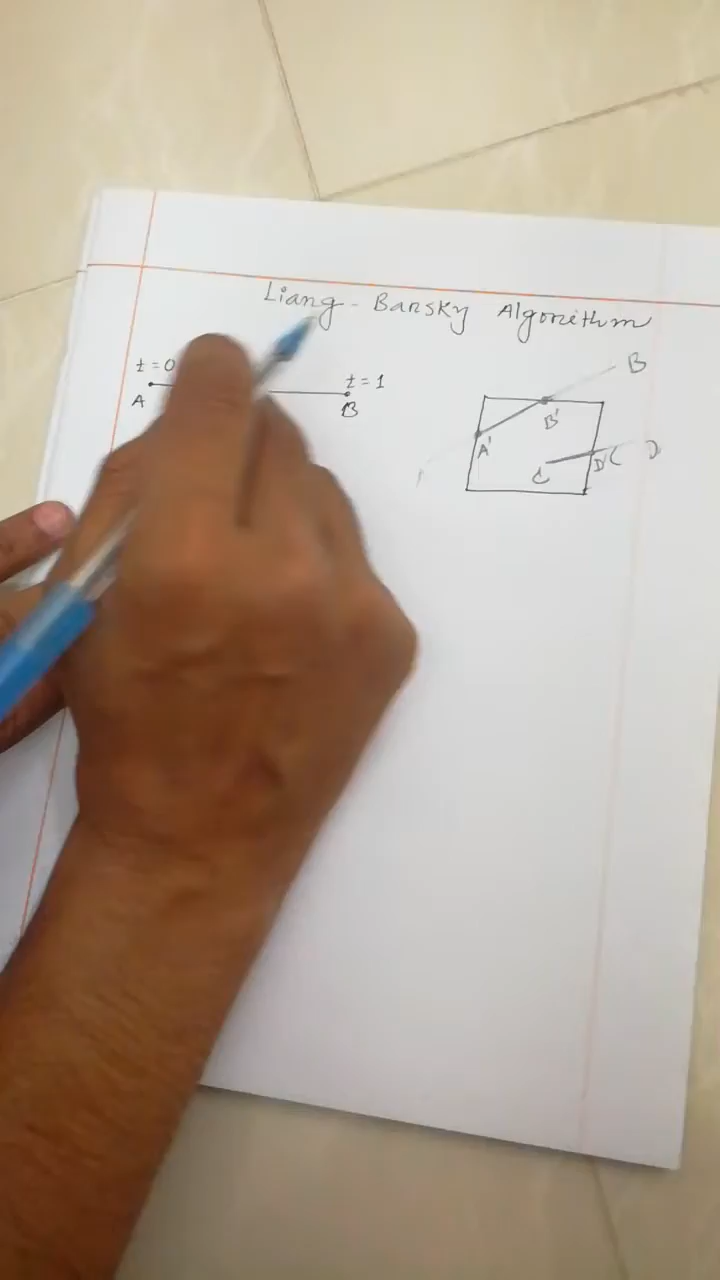 Liang - Barsky Algorithm
t = 0
t = 1
A
B
B
B'
A'
C
D'
D